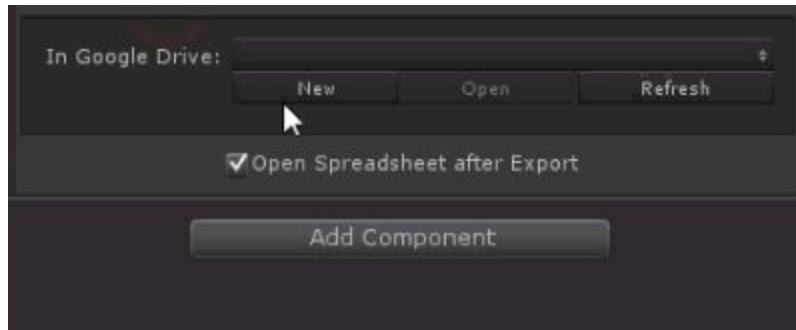 In Google Drive:
New Open Refresh
Open Spreadsheet after Export
Add Component